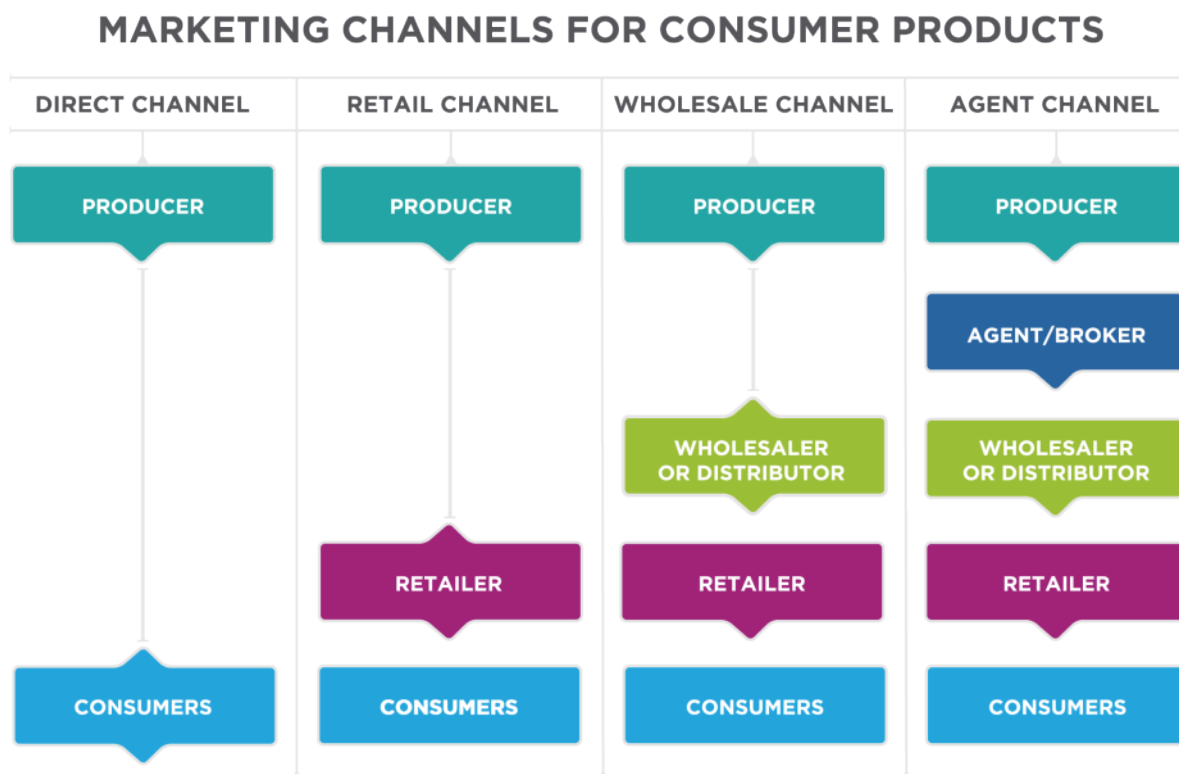 MARKETING CHANNELS FOR CONSUMER PRODUCTS
DIRECT CHANNEL
RETAIL CHANNEL
WHOLESALE CHANNEL
AGENT CHANNEL
PRODUCER
PRODUCER
PRODUCER
PRODUCER
AGENT/BROKER
WHOLESALER
OR DISTRIBUTOR
WHOLESALER
OR DISTRIBUTOR
RETAILER
RETAILER
RETAILER
CONSUMERS
CONSUMERS
CONSUMERS
CONSUMERS